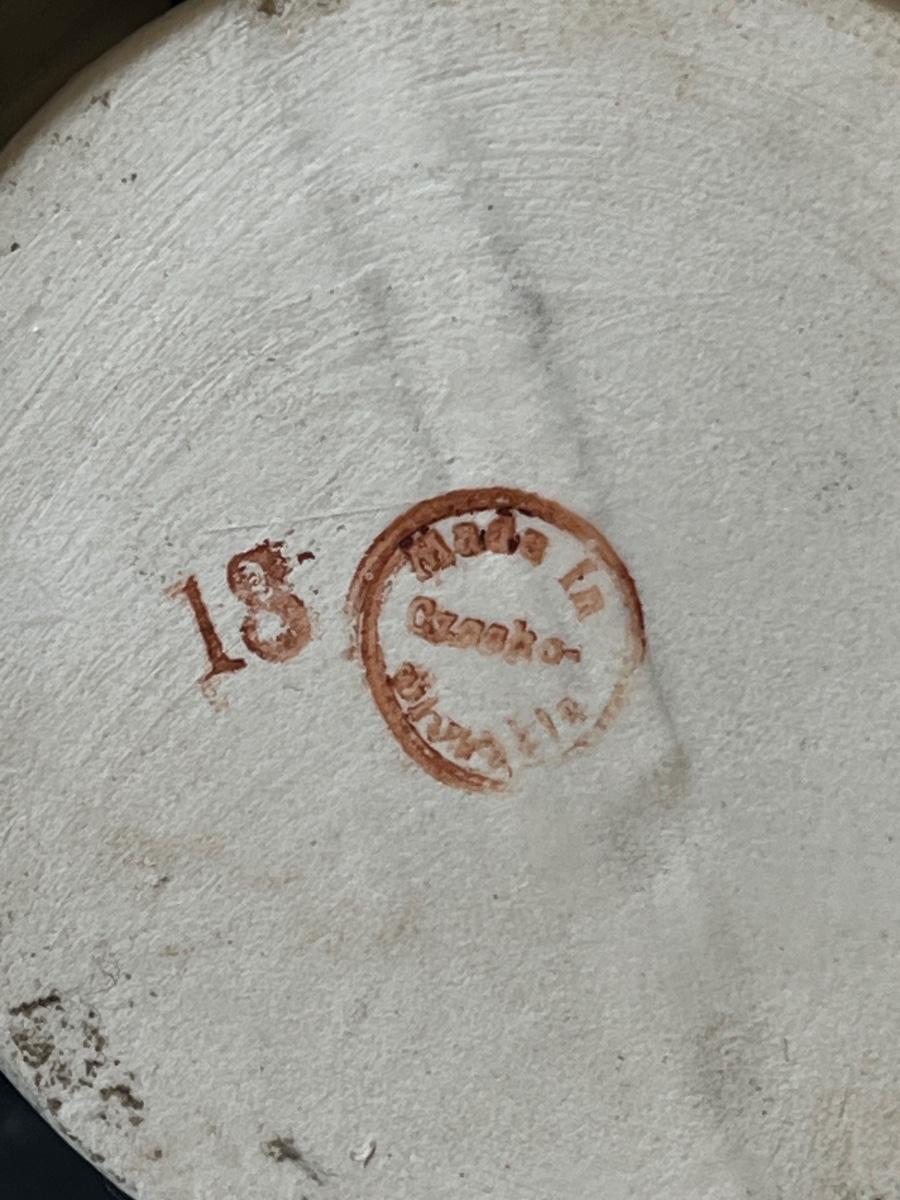 18
Made in
Czecho-
Slovakia